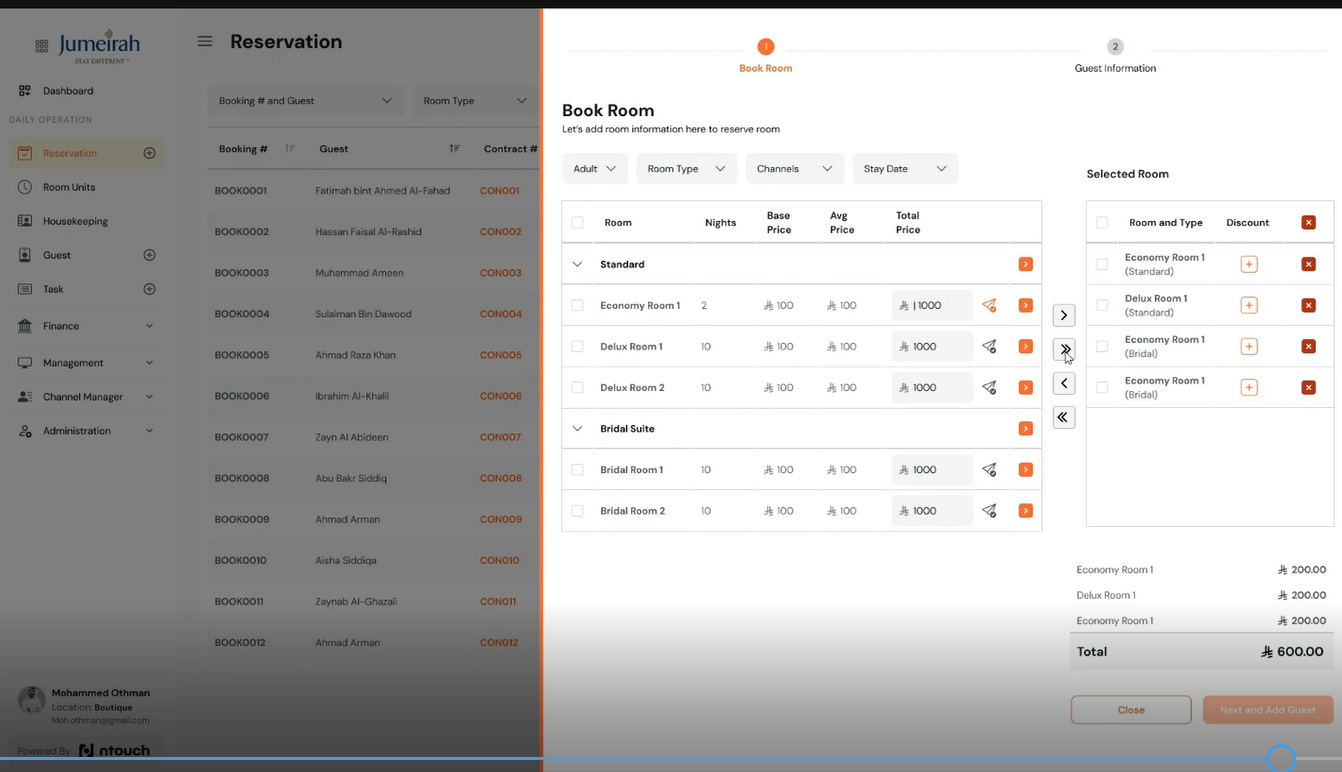 Jumeirah
STAY DIFFERENT™
Dashboard
DAILY OPERATION
Reservation
Room Units
Housekeeping
Guest
Task
Finance
Management
Channel Manager
Administration
Mohammed Othman
Location: Boutique
Moh.othman@gmail.com
Powered By ntouch
Reservation
Booking # and Guest Room Type
Booking # Guest Contract #
BOOK0001 Fatimah bint Ahmed Al-Fahad CON001
BOOK0002 Hassan Faisal Al-Rashid CON002
BOOK0003 Muhammad Ameen CON003
BOOK0004 Sulaiman Bin Dawood CON004
BOOK0005 Ahmad Raza Khan CON005
BOOK0006 Ibrahim Al-Khalil CON006
BOOK0007 Zayn Al Abideen CON007
BOOK0008 Abu Bakr Siddiq CON008
BOOK0009 Ahmad Arman CON009
BOOK0010 Aisha Siddiqa CON010
BOOK0011 Zaynab Al-Ghazali CON011
BOOK0012 Ahmad Arman CON012
1 2
Book Room Guest Information
Book Room
Let's add room information here to reserve room
Adult Room Type Channels Stay Date
Room Nights Base Price Avg Price Total Price
Standard
Economy Room 1 2 100 100 | 1000
Delux Room 1 10 100 100 1000
Delux Room 2 10 100 100 1000
Bridal Suite
Bridal Room 1 10 100 100 1000
Bridal Room 2 10 100 100 1000
Selected Room
Room and Type Discount
Economy Room 1
(Standard)
Delux Room 1
(Standard)
Economy Room 1
(Bridal)
Economy Room 1
(Bridal)
Economy Room 1 200.00
Delux Room 1 200.00
Economy Room 1 200.00
Total 600.00
Close Next and Add Guest